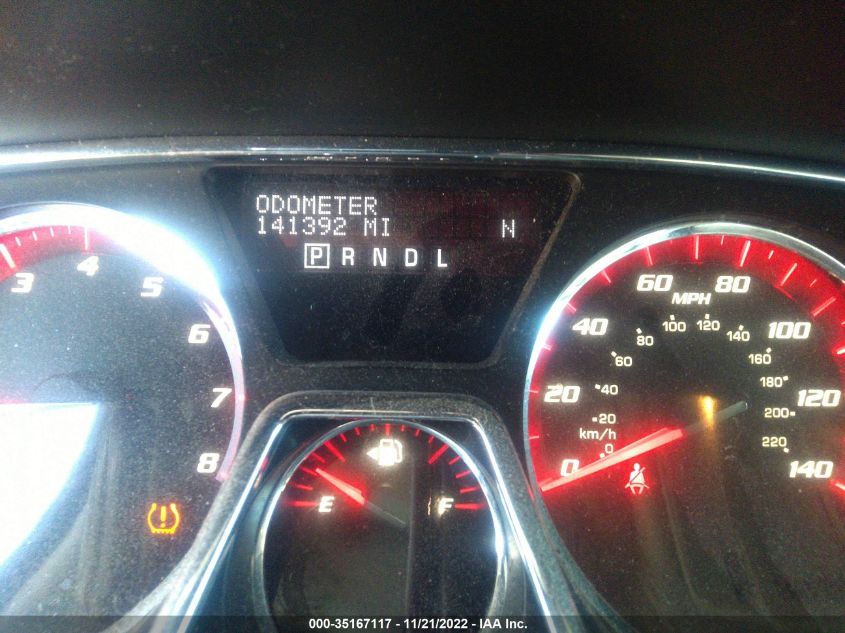 ODOMETER
141392 MI N
P R N D L
3 4 5 6 7 8
0 20 40 60 80 100 120 140
MPH
0 20 40 60 80 100 120 140 160 180 200 220
km/h
E F
000-35167117 - 11/21/2022 - IAA Inc.